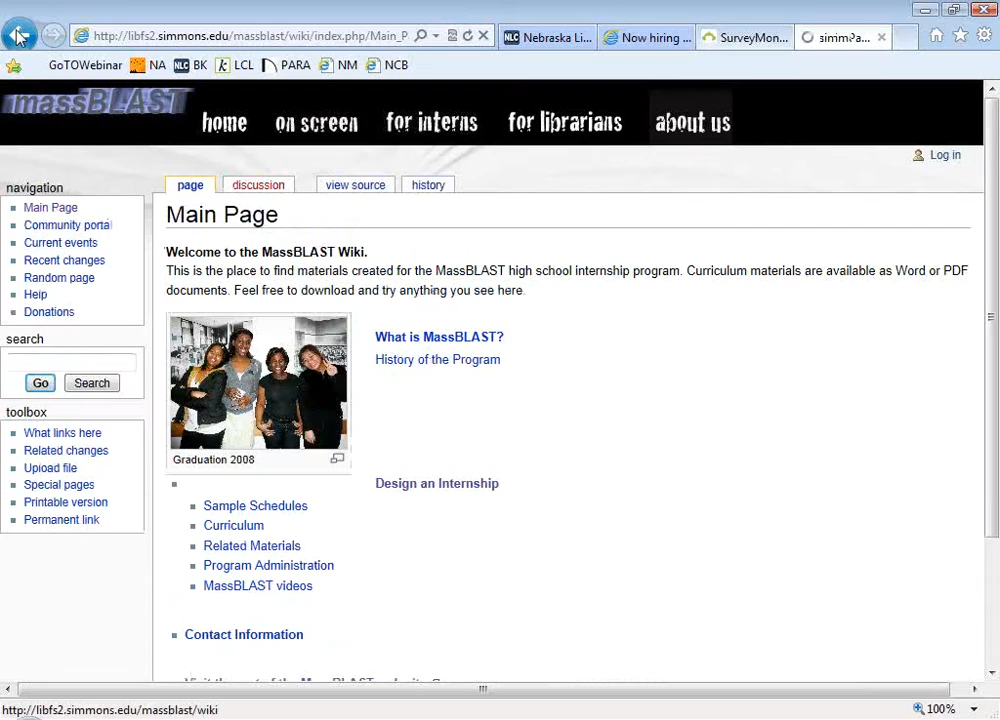 http://libfs2.simmons.edu/massblast/wiki/index.php/Main_P
NLC Nebraska Li...
Now hiring ...
SurveyMon...
GoTOWebinar NA NLC BK k LCL PARA NM NCB
massBLAST
home on screen for interns for librarians about us
Log in
page discussion view source history
navigation
Main Page
Community portal
Current events
Recent changes
Random page
Help
Donations
search
Go Search
toolbox
What links here
Related changes
Upload file
Special pages
Printable version
Permanent link
Main Page
Welcome to the MassBLAST Wiki.
This is the place to find materials created for the MassBLAST high school internship program. Curriculum materials are available as Word or PDF
documents. Feel free to download and try anything you see here.
Graduation 2008
What is MassBLAST?
History of the Program
Design an Internship
Sample Schedules
Curriculum
Related Materials
Program Administration
MassBLAST videos
Contact Information
http://libfs2.simmons.edu/massblast/wiki
100%